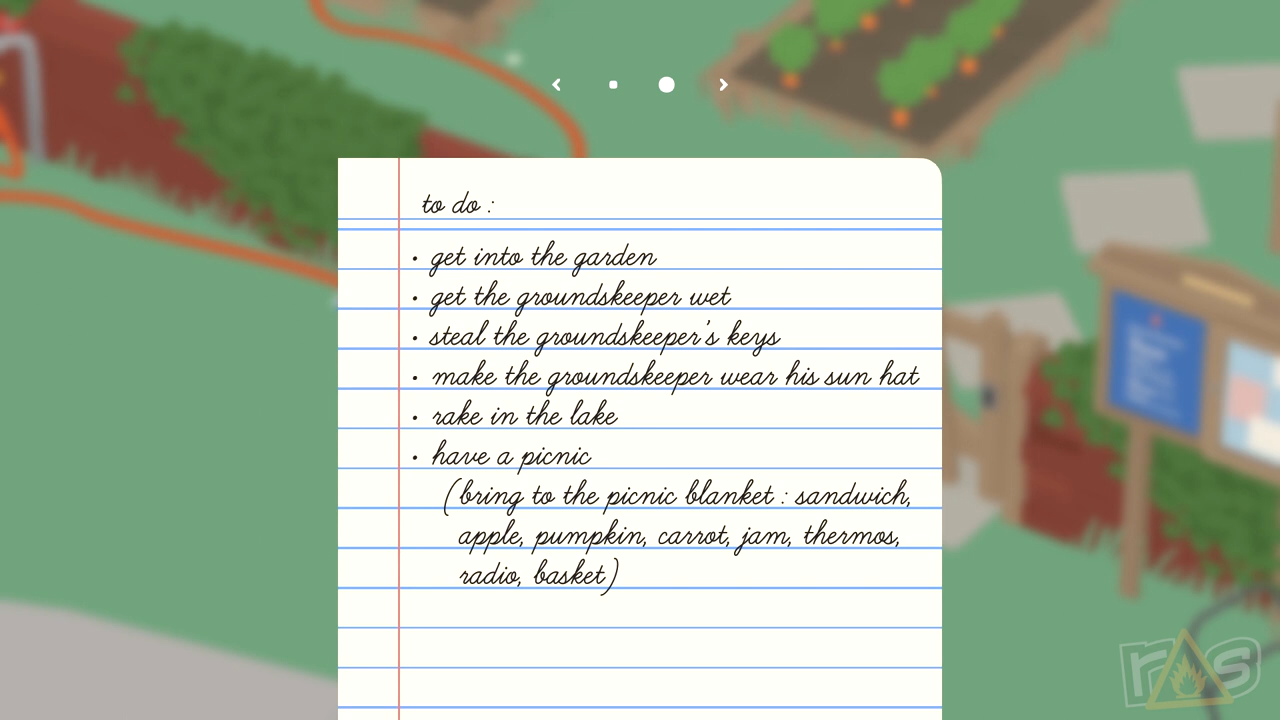 to do :
• get into the garden
• get the groundskeeper wet
• steal the groundskeeper's keys
• make the groundskeeper wear his sun hat
• rake in the lake
• have a picnic
(bring to the picnic blanket : sandwich,
apple, pumpkin, carrot, jam, thermos,
radio, basket)